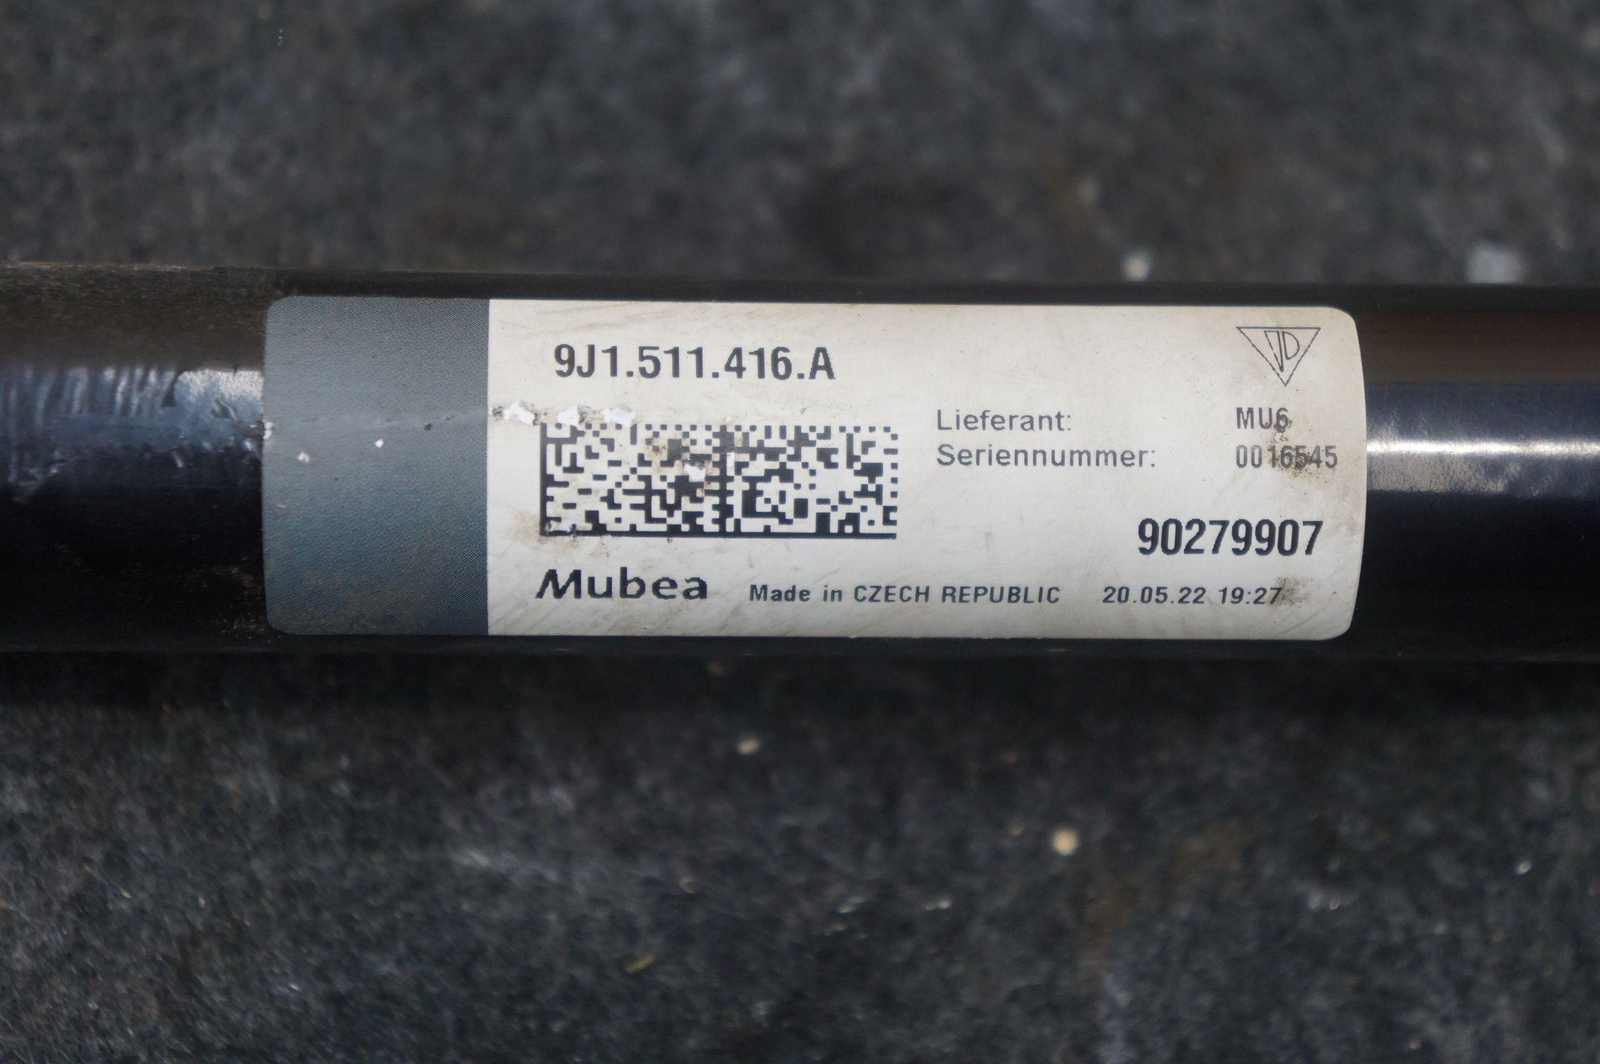 9J1.511.416.A
Lieferant: MU6
Seriennummer: 0016545
90279907
Mubea Made in CZECH REPUBLIC 20.05.22 19:27